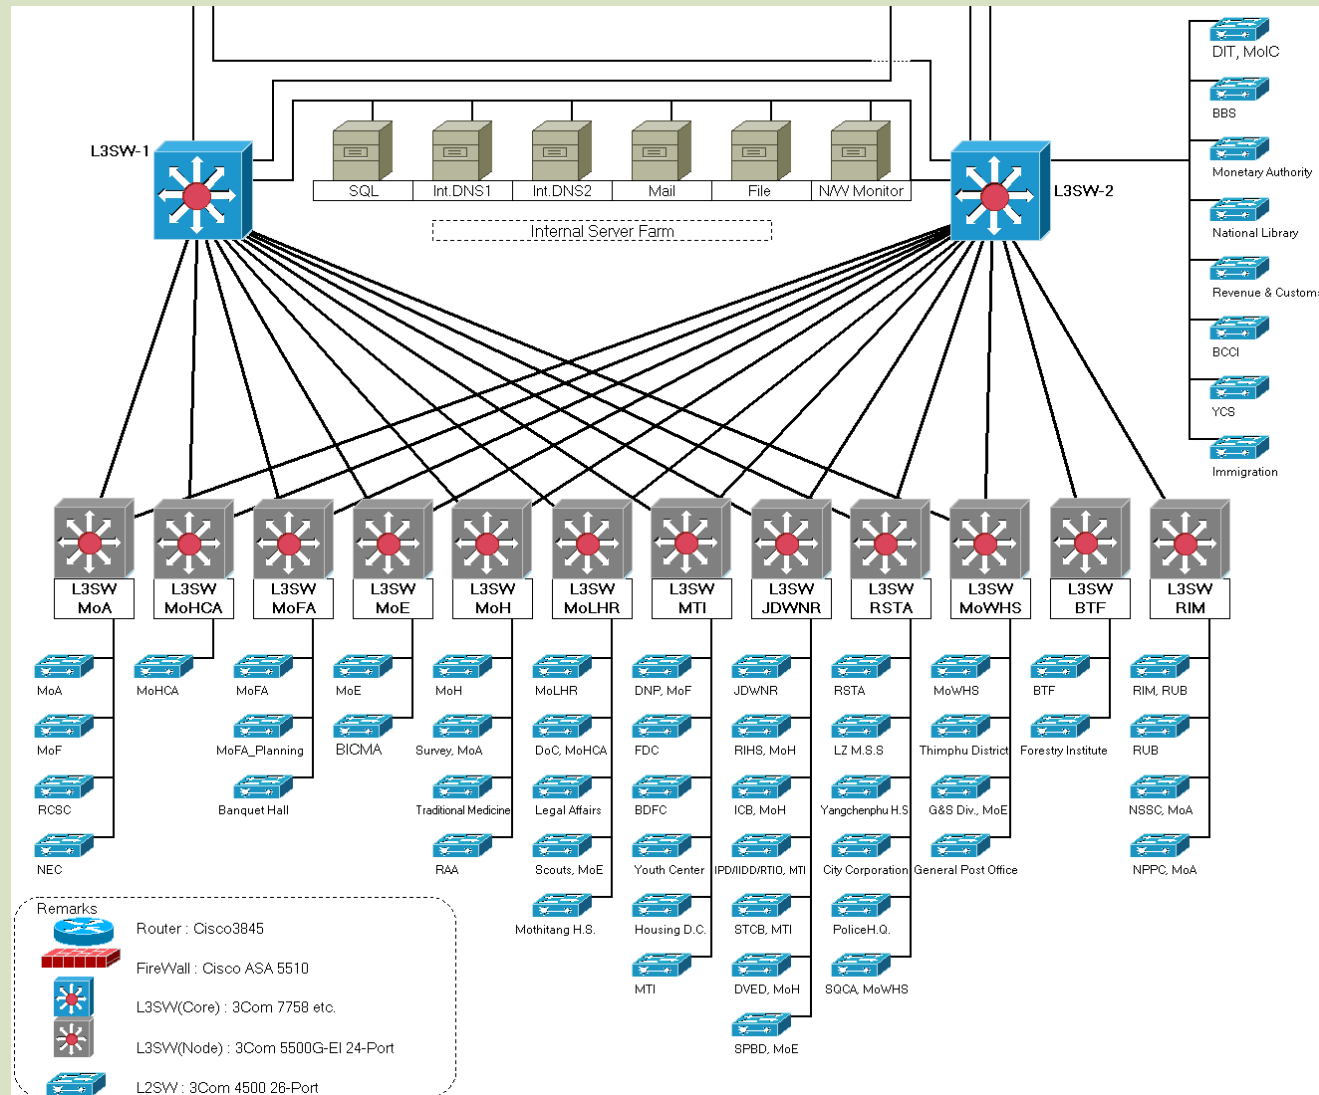 DIT, MoIC
BBS
Monetary Authority
National Library
Revenue & Customs
BCCI
YCS
Immigration
L3SW-1
L3SW-2
SQL
Int.DNS1
Int.DNS2
Mail
File
N/W Monitor
Internal Server Farm
L3SW
MoA
L3SW
MoHCA
L3SW
MoFA
L3SW
MoE
L3SW
MoH
L3SW
MoLHR
L3SW
MTI
L3SW
JDWNR
L3SW
RSTA
L3SW
MoWHS
L3SW
BTF
L3SW
RIM
MoA
MoF
RCSC
NEC
MoHCA
MoFA
MoFA_Planning
Banquet Hall
MoE
BICMA
MoH
Survey, MoA
Traditional Medicine
RAA
MoLHR
DoC, MoHCA
Legal Affairs
Scouts, MoE
Mothitang H.S.
DNP, MoF
FDC
BDFC
Youth Center
Housing D.C.
MTI
JDWNR
RIHS, MoH
ICB, MoH
IPD/IIDD/RTIO, MTI
STCB, MTI
DVED, MoH
SPBD, MoE
RSTA
LZ M.S.S
Yangchenphu H.S
City Corporation
PoliceH.Q.
SQCA, MoWHS
MoWHS
Thimphu District
G&S Div., MoE
General Post Office
BTF
Forestry Institute
RIM, RUB
RUB
NSSC, MoA
NPPC, MoA
Remarks
Router : Cisco3845
FireWall : Cisco ASA 5510
L3SW(Core) : 3Com 7758 etc.
L3SW(Node) : 3Com 5500G-EI 24-Port
L2SW : 3Com 4500 26-Port